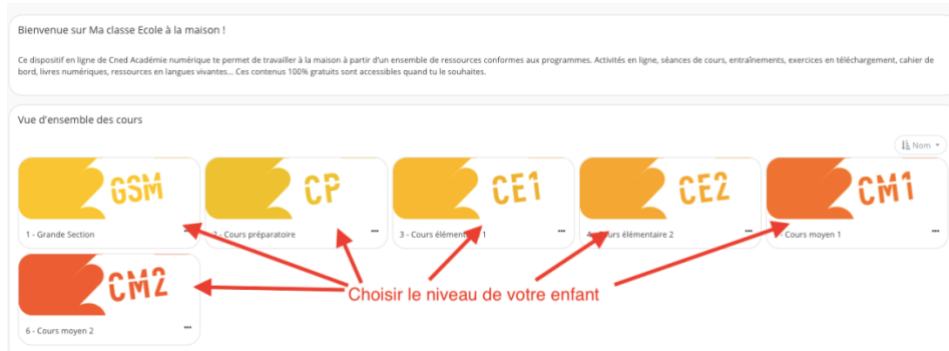 Bienvenue sur Ma classe Ecole à la maison !
Ce dispositif en ligne de Cned Académie numérique te permet de travailler à la maison à partir d'un ensemble de ressources conformes aux programmes. Activités en ligne, séances de cours, entraînements, exercices en téléchargement, cahier de
bord, livres numériques, ressources en langues vivantes... Ces contenus 100% gratuits sont accessibles quand tu le souhaites.
Vue d'ensemble des cours
Nom
GSM CP CE1 CE2 CM1
1 - Grande Section Cours préparatoire 3 - Cours 1 élémentaire 2 Cours moyen 1
CM2
Choisir le niveau de votre enfant
6 - Cours moyen 2